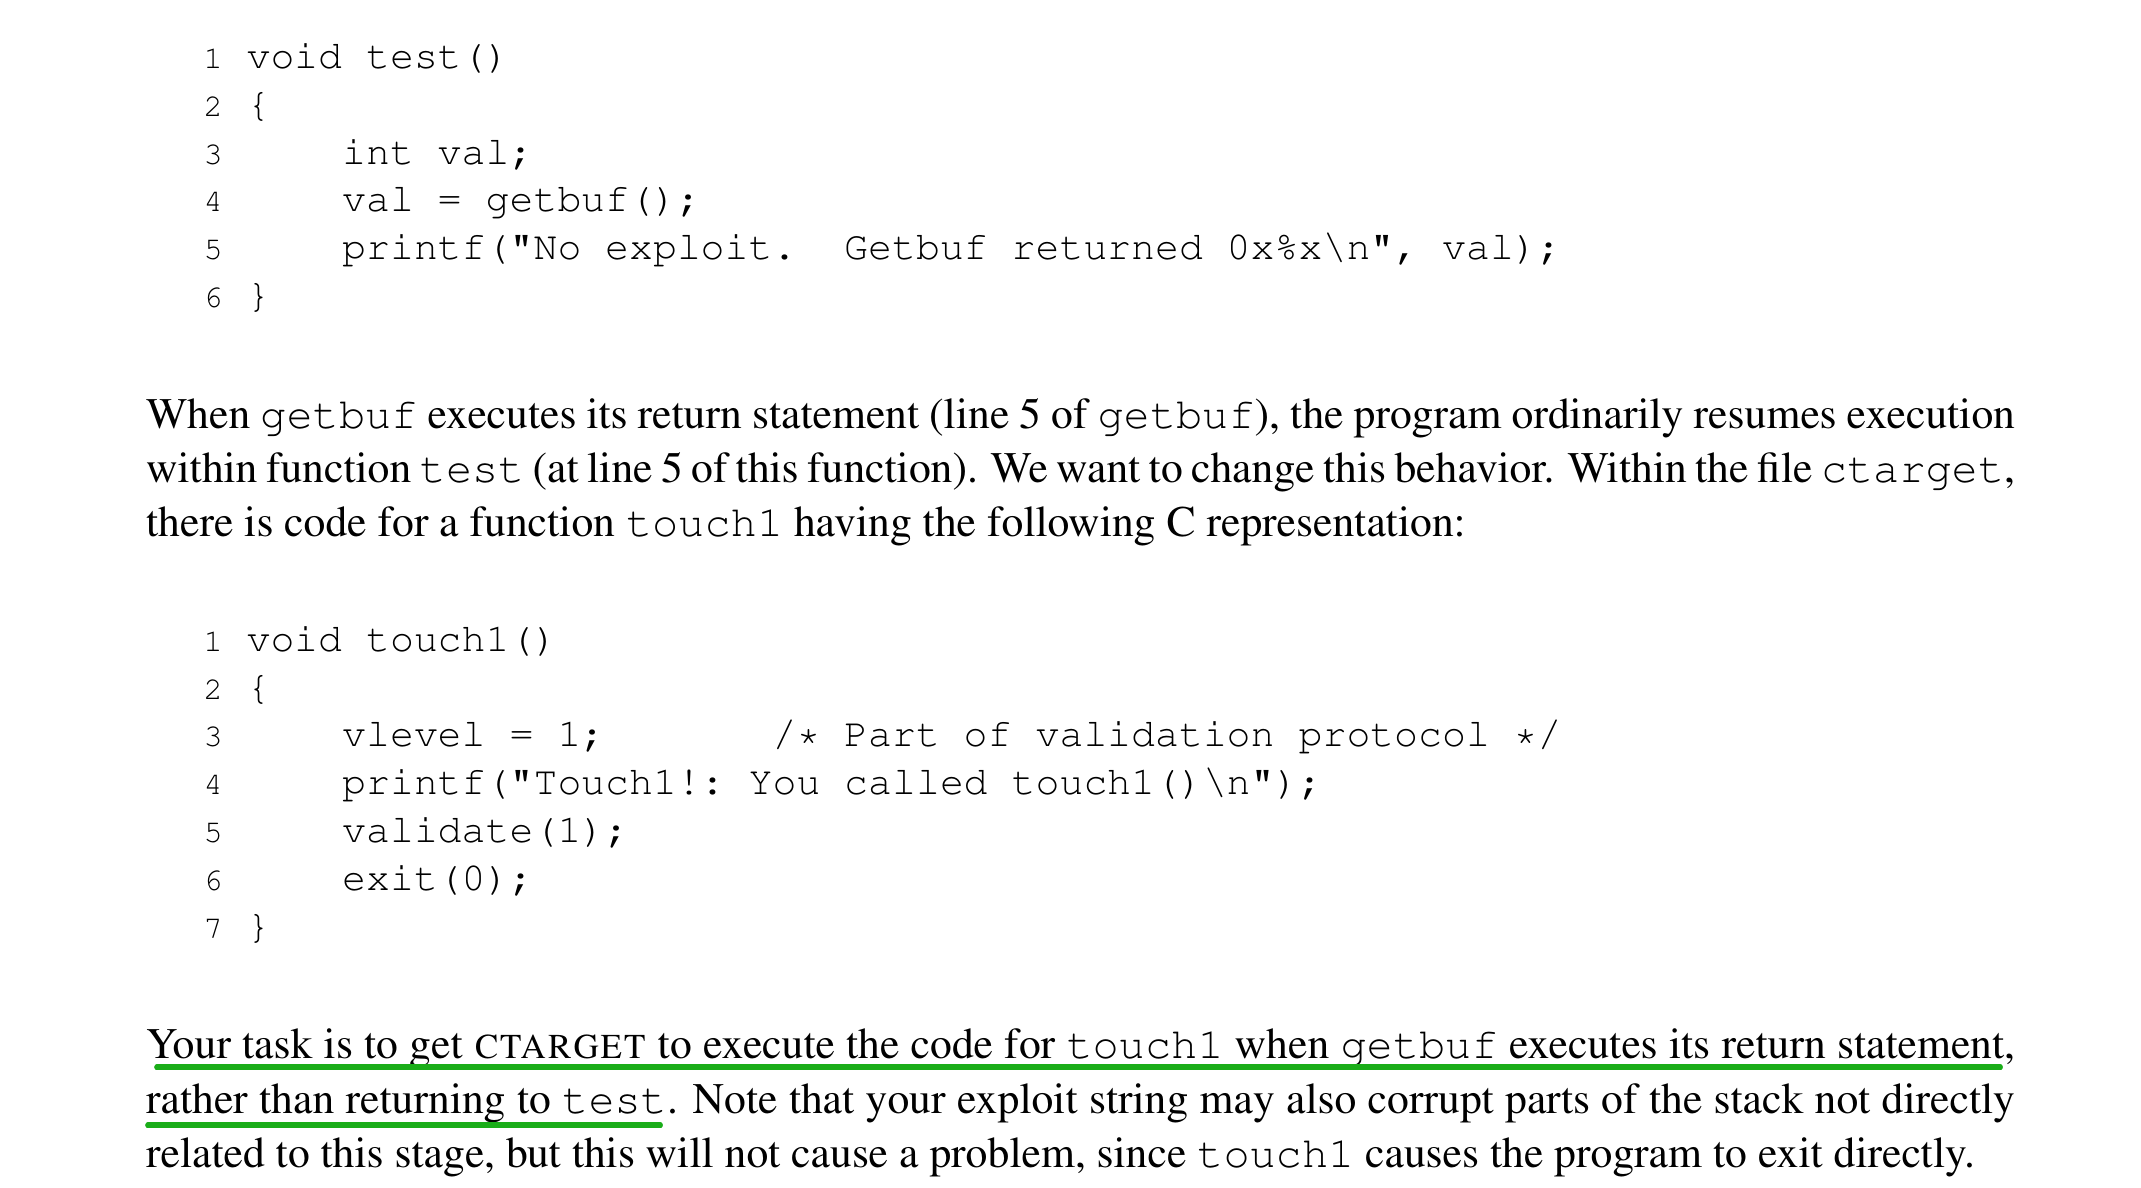 1 void test()
2 {
3     int val;
4     val = getbuf();
5     printf("No exploit.  Getbuf returned 0x%x\n", val);
6 }
When getbuf executes its return statement (line 5 of getbuf), the program ordinarily resumes execution
within function test (at line 5 of this function). We want to change this behavior. Within the file ctarget,
there is code for a function touch1 having the following C representation:
1 void touch1()
2 {
3     vlevel = 1;       /* Part of validation protocol */
4     printf("Touch1!: You called touch1()\n");
5     validate(1);
6     exit(0);
7 }
Your task is to get CTARGET to execute the code for touch1 when getbuf executes its return statement,
rather than returning to test. Note that your exploit string may also corrupt parts of the stack not directly
related to this stage, but this will not cause a problem, since touch1 causes the program to exit directly.